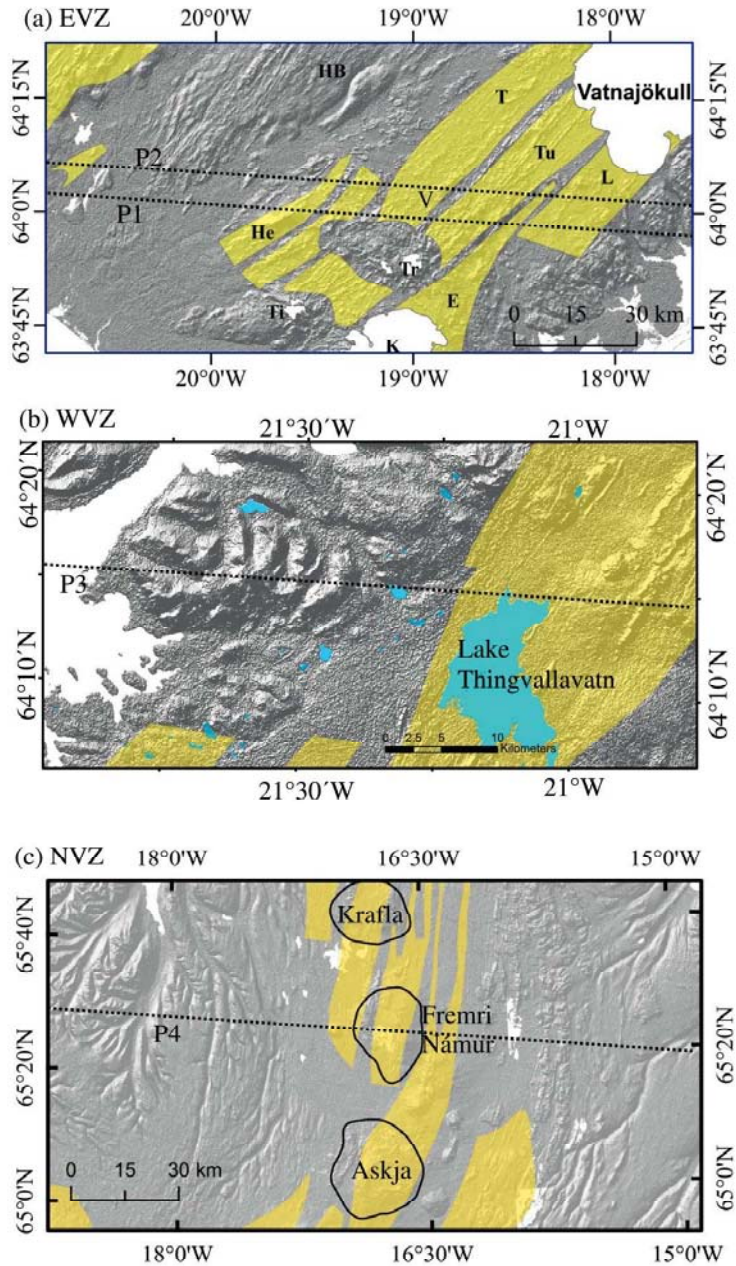 (a) EVZ
20°0'W 19°0'W 18°0'W
64°15'N
HB
T
Vatnajökull
64°15'N
P2
Tu
L
V
64°0'N
P1
64°0'N
He
Tr
E
0 15 30 km
63°45'N
Ti
K
63°45'N
20°0'W 19°0'W 18°0'W
(b) WVZ
21°30´W 21°W
64°20´N
64°20´N
P3
Lake
Thingvallavatn
64°10´N
64°10´N
0 2.5 5 10
Kilometers
21°30´W 21°W
(c) NVZ
18°0'W 16°30'W 15°0'W
65°40'N
Krafla
65°40'N
Fremri
Námur
P4
65°20'N
65°20'N
Askja
0 15 30 km
65°0'N
65°0'N
18°0'W 16°30'W 15°0'W